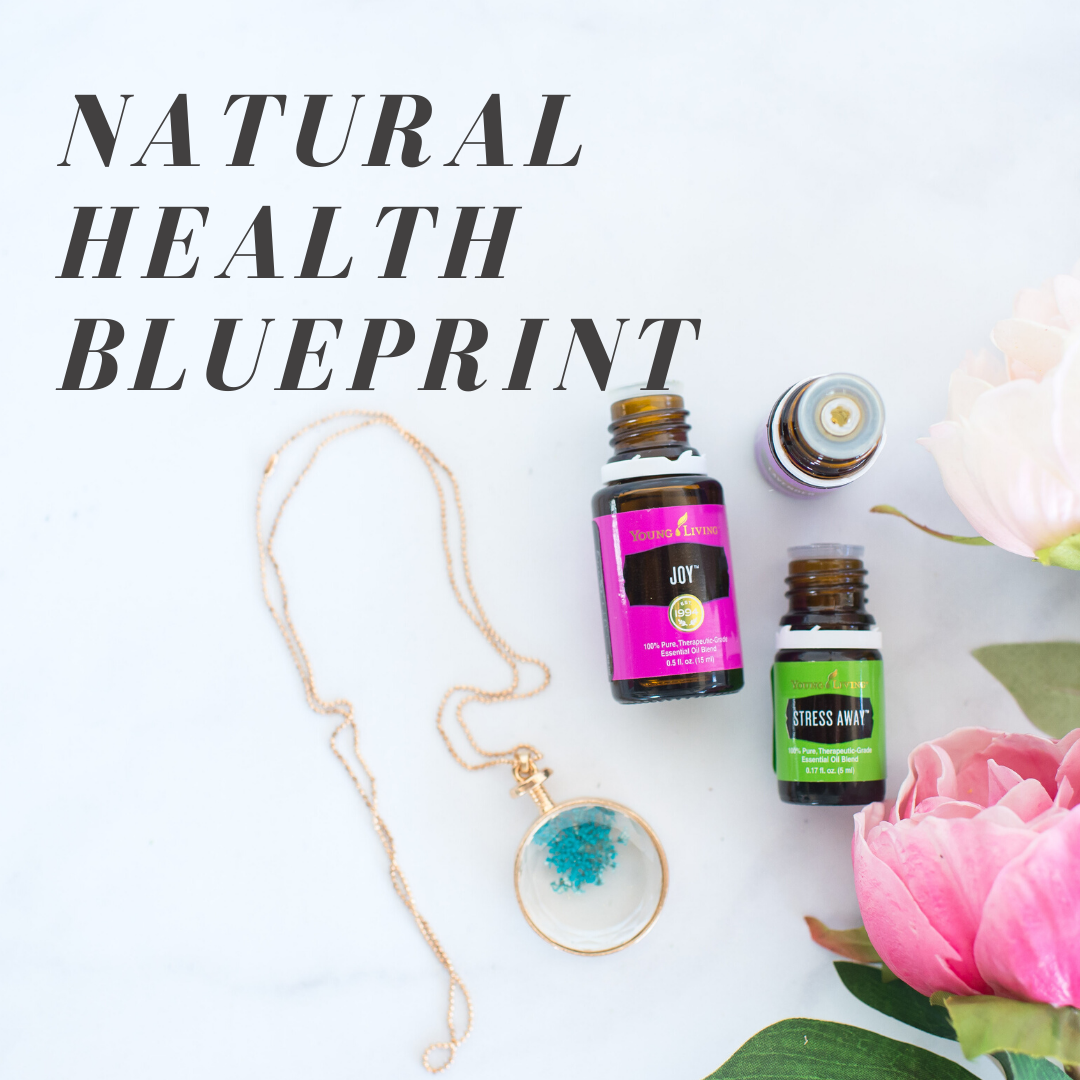 NATURAL
HEALTH
BLUEPRINT
YOUNG LIVING
JOY™
1994
100% Pure, Therapeutic-Grade
Essential Oil Blend
0.5 fl. oz. (15 ml)
YOUNG LIVING
STRESS AWAY™
100% Pure, Therapeutic-Grade
Essential Oil Blend
0.17 fl. oz. (5 ml)